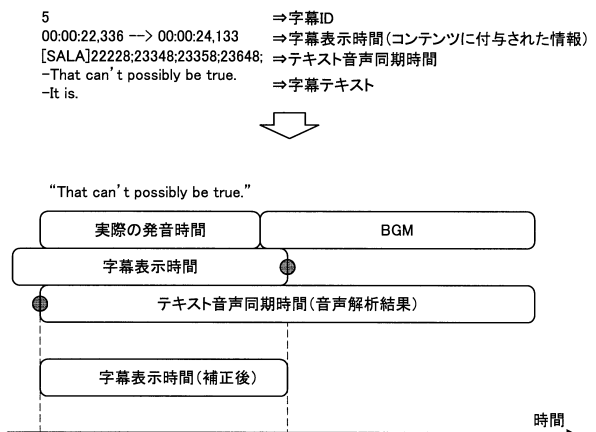 5 ⇒字幕ID
00:00:22,336 --> 00:00:24,133 ⇒字幕表示時間(コンテンツに付与された情報)
[SALA]22228;23348;23358;23648; ⇒テキスト音声同期時間
-That can't possibly be true.
-It is. ⇒字幕テキスト
“That can't possibly be true.”
実際の発音時間 BGM
字幕表示時間
テキスト音声同期時間(音声解析結果)
字幕表示時間(補正後)
時間